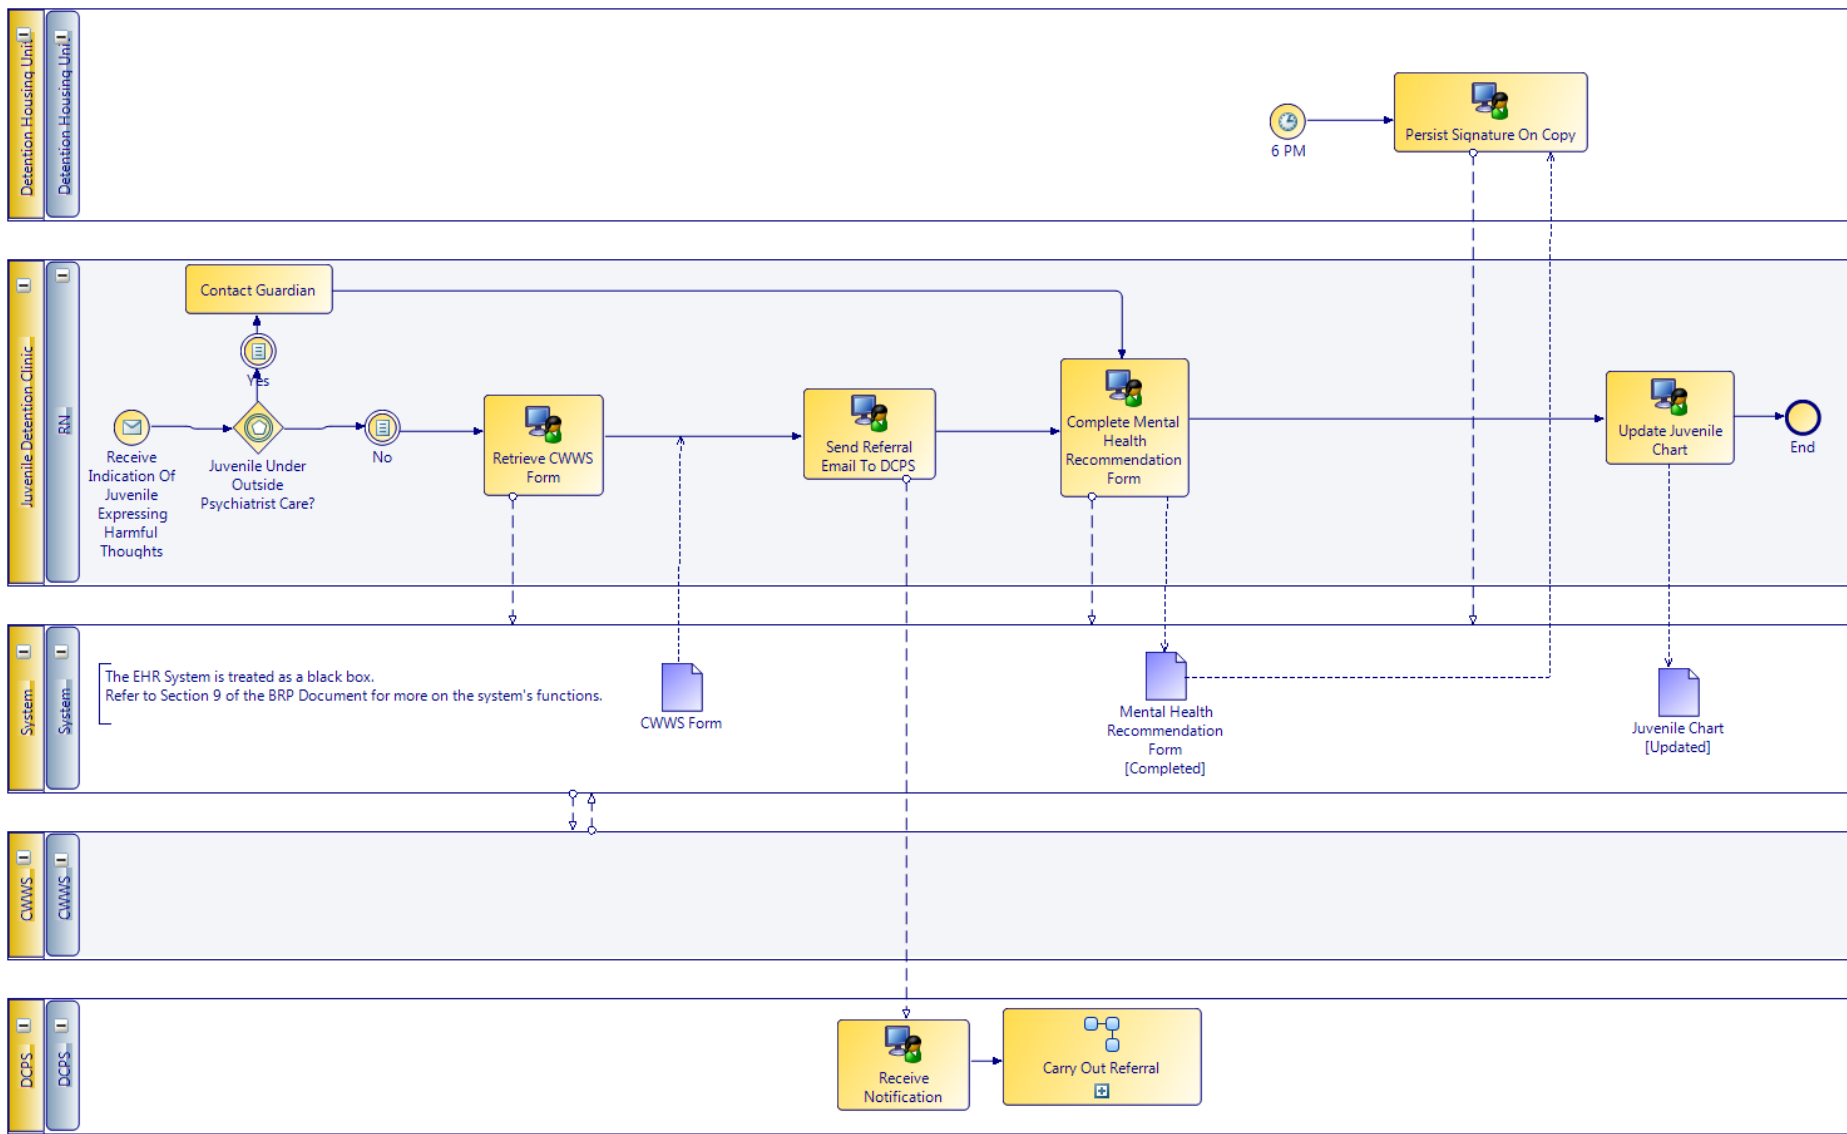 Detention Housing Unit
Detention Housing Unit
6 PM
Persist Signature On Copy
Juvenile Detention Clinic
RN
Contact Guardian
Yes
Receive
Indication Of
Juvenile
Expressing
Harmful
Thoughts
Juvenile Under
Outside
Psychiatrist Care?
No
Retrieve CWWS
Form
Send Referral
Email To DCPS
Complete Mental
Health
Recommendation
Form
Update Juvenile
Chart
End
System
System
The EHR System is treated as a black box.
Refer to Section 9 of the BRP Document for more on the system's functions.
CWWS Form
Mental Health
Recommendation
Form
[Completed]
Juvenile Chart
[Updated]
CWWS
CWWS
DCPS
DCPS
Receive
Notification
Carry Out Referral